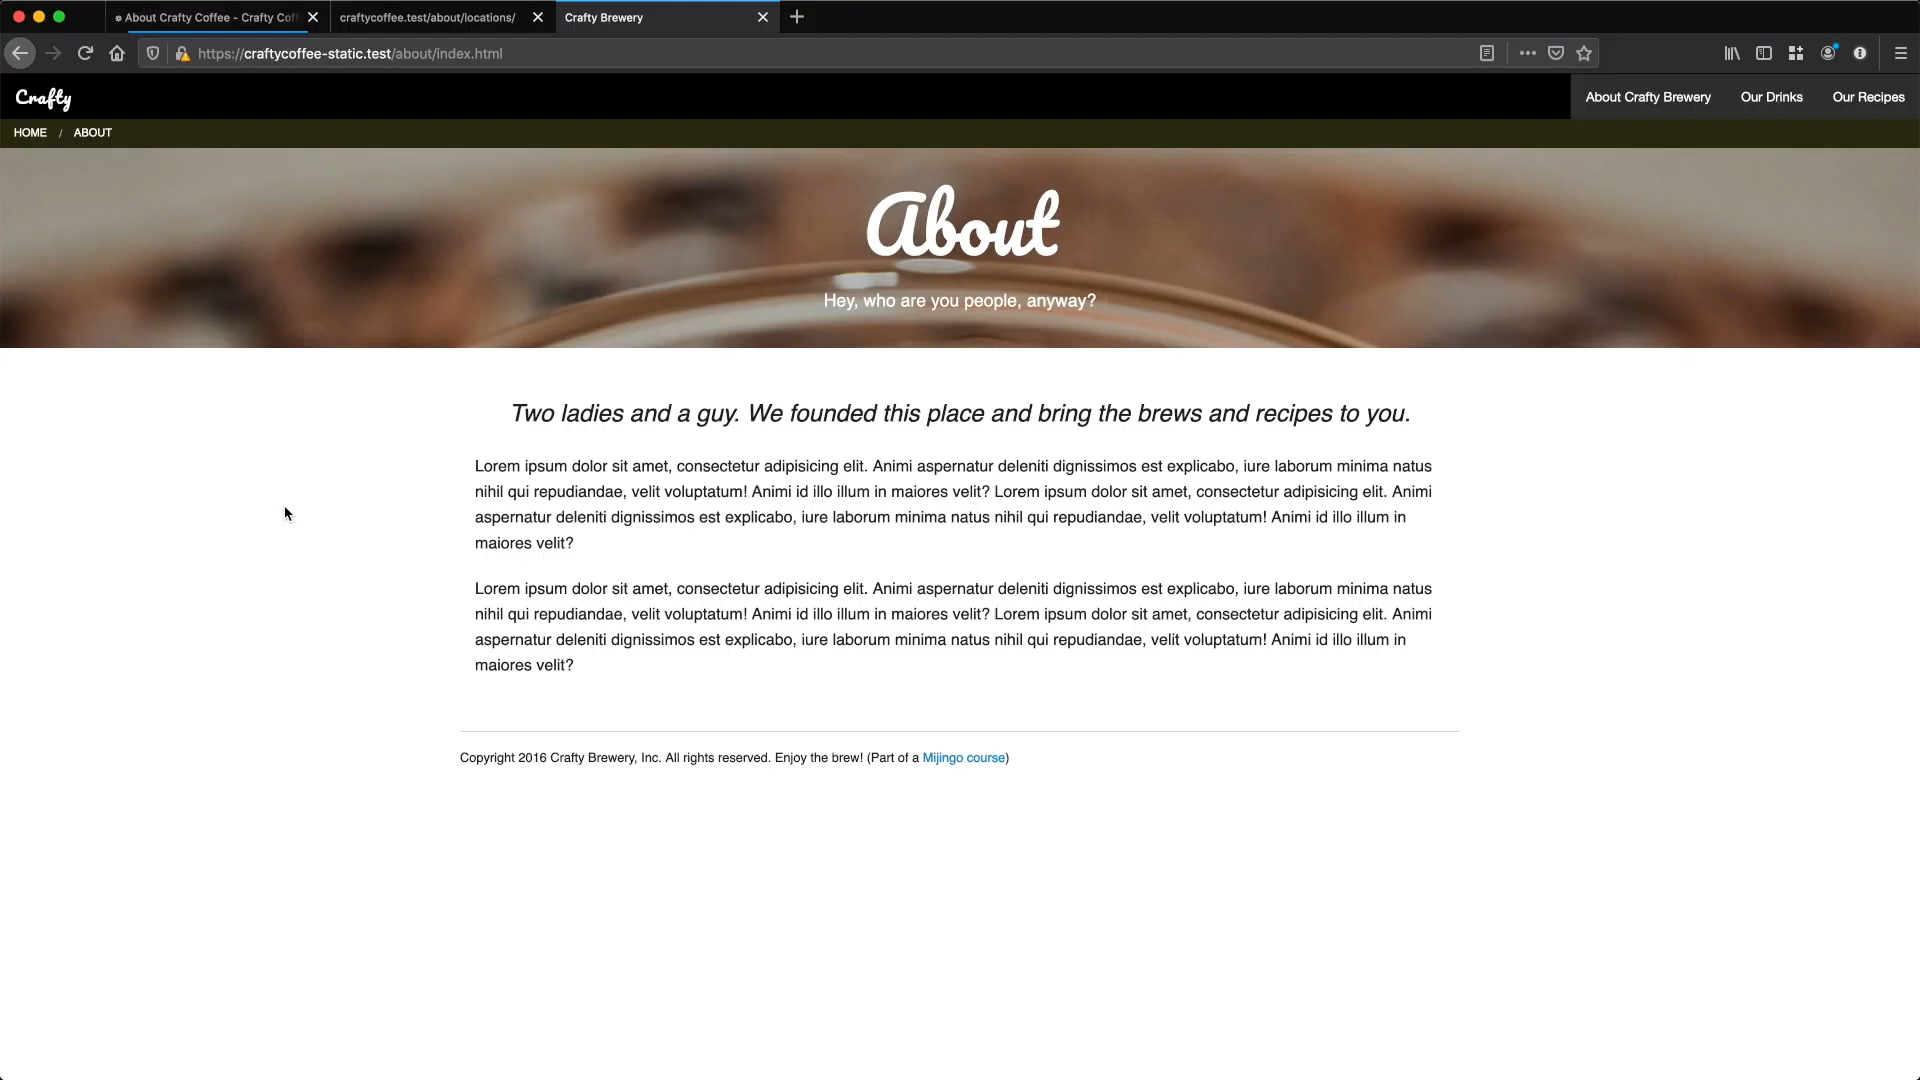 About Crafty Coffee - Crafty Cof
craftycoffee.test/about/locations/
Crafty Brewery
https://craftycoffee-static.test/about/index.html
Crafty
About Crafty Brewery
Our Drinks
Our Recipes
HOME / ABOUT
About
Hey, who are you people, anyway?
Two ladies and a guy. We founded this place and bring the brews and recipes to you.
Lorem ipsum dolor sit amet, consectetur adipisicing elit. Animi aspernatur deleniti dignissimos est explicabo, iure laborum minima natus
nihil qui repudiandae, velit voluptatum! Animi id illo illum in maiores velit? Lorem ipsum dolor sit amet, consectetur adipisicing elit. Animi
aspernatur deleniti dignissimos est explicabo, iure laborum minima natus nihil qui repudiandae, velit voluptatum! Animi id illo illum in
maiores velit?
Lorem ipsum dolor sit amet, consectetur adipisicing elit. Animi aspernatur deleniti dignissimos est explicabo, iure laborum minima natus
nihil qui repudiandae, velit voluptatum! Animi id illo illum in maiores velit? Lorem ipsum dolor sit amet, consectetur adipisicing elit. Animi
aspernatur deleniti dignissimos est explicabo, iure laborum minima natus nihil qui repudiandae, velit voluptatum! Animi id illo illum in
maiores velit?
Copyright 2016 Crafty Brewery, Inc. All rights reserved. Enjoy the brew! (Part of a Mijingo course)